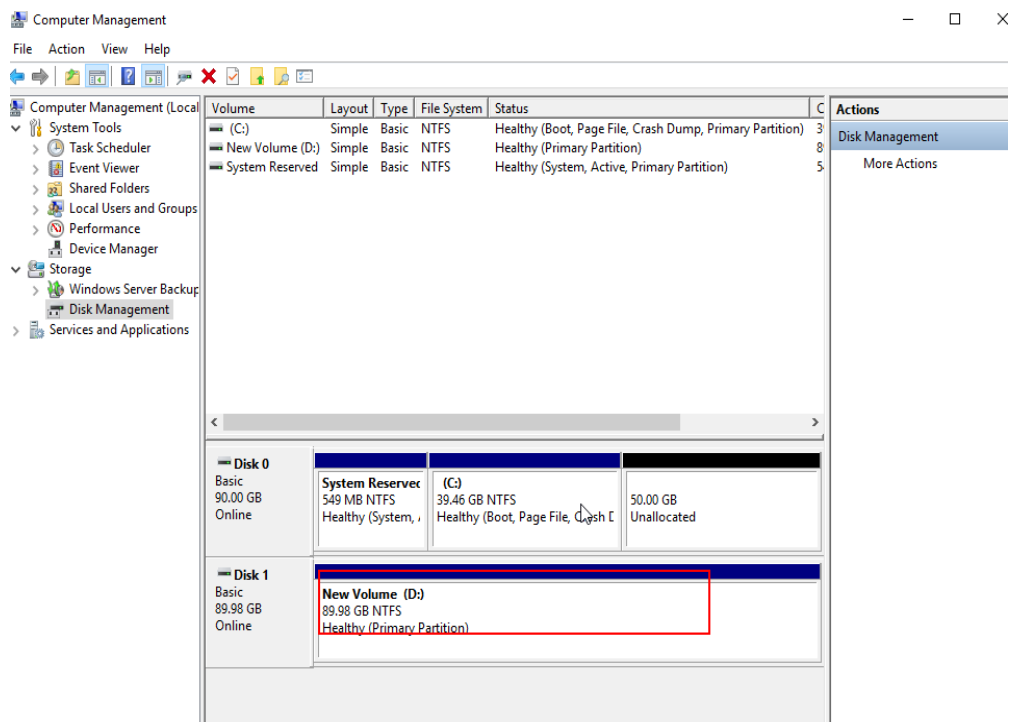 Computer Management
File Action View Help
Computer Management (Local
System Tools
Task Scheduler
Event Viewer
Shared Folders
Local Users and Groups
Performance
Device Manager
Storage
Windows Server Backup
Disk Management
Services and Applications
Volume Layout Type File System Status C
(C:) Simple Basic NTFS Healthy (Boot, Page File, Crash Dump, Primary Partition)
New Volume (D:) Simple Basic NTFS Healthy (Primary Partition)
System Reserved Simple Basic NTFS Healthy (System, Active, Primary Partition)
Actions
Disk Management
More Actions
Disk 0
Basic
90.00 GB
Online
System Reserved
549 MB NTFS
Healthy (System,
(C:)
39.46 GB NTFS
Healthy (Boot, Page File, Crash
50.00 GB
Unallocated
Disk 1
Basic
89.98 GB
Online
New Volume (D:)
89.98 GB NTFS
Healthy (Primary Partition)